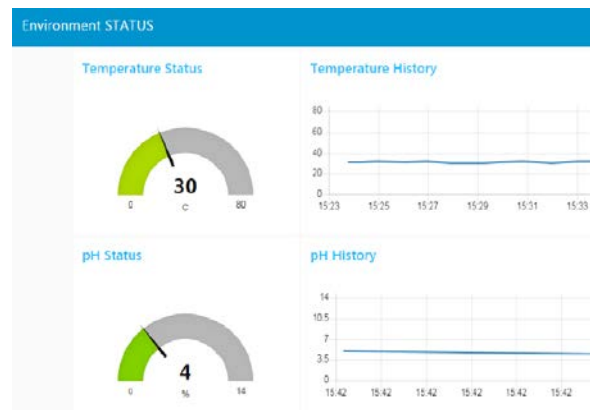 Environment STATUS
Temperature Status
30
0
C
80
Temperature History
80
60
40
20
0
15:23 15:25 15:27 15:29 15:31 15:33
pH Status
4
0
%
14
pH History
14
10.5
7
3.5
0
15:42 15:42 15:42 15:42 15:42 15:42